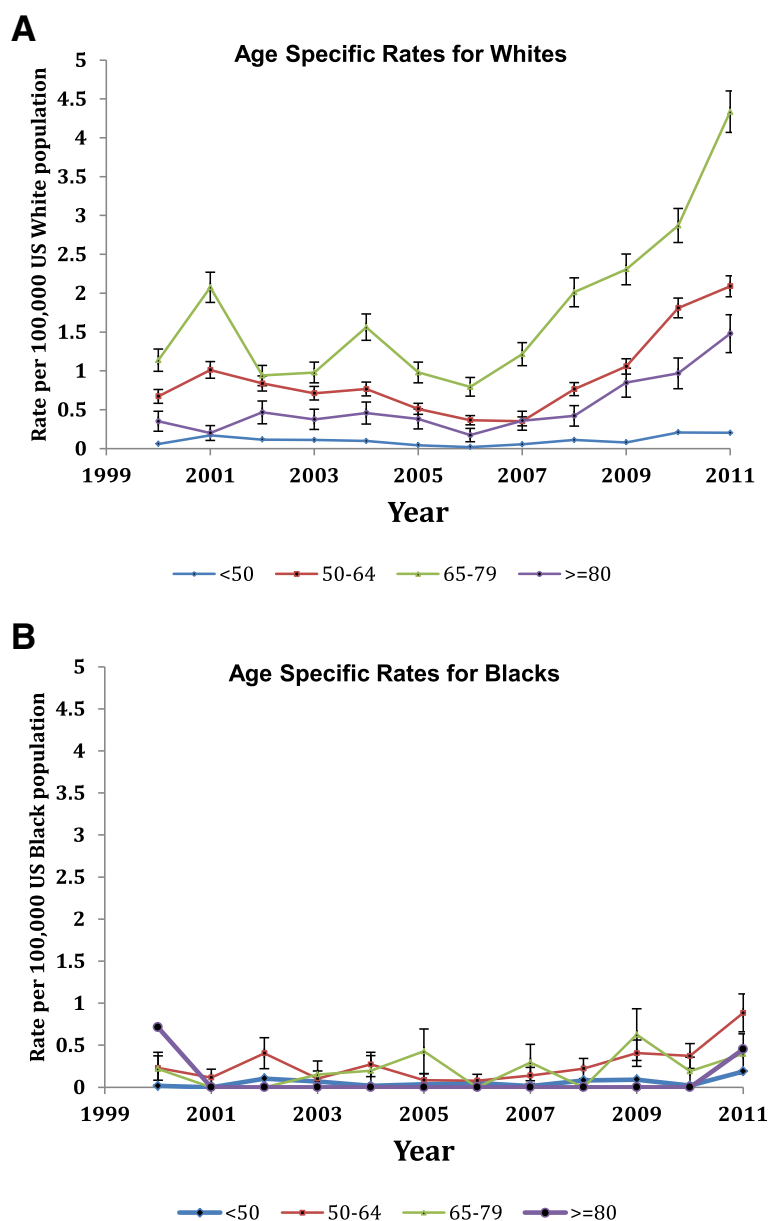 A
Age Specific Rates for Whites
Rate per 100,000 US White population
5
4.5
4
3.5
3
2.5
2
1.5
1
0.5
0
1999 2001 2003 2005 2007 2009 2011
Year
<50 50-64 65-79 >=80
B
Age Specific Rates for Blacks
Rate per 100,000 US Black population
5
4.5
4
3.5
3
2.5
2
1.5
1
0.5
0
1999 2001 2003 2005 2007 2009 2011
Year
<50 50-64 65-79 >=80